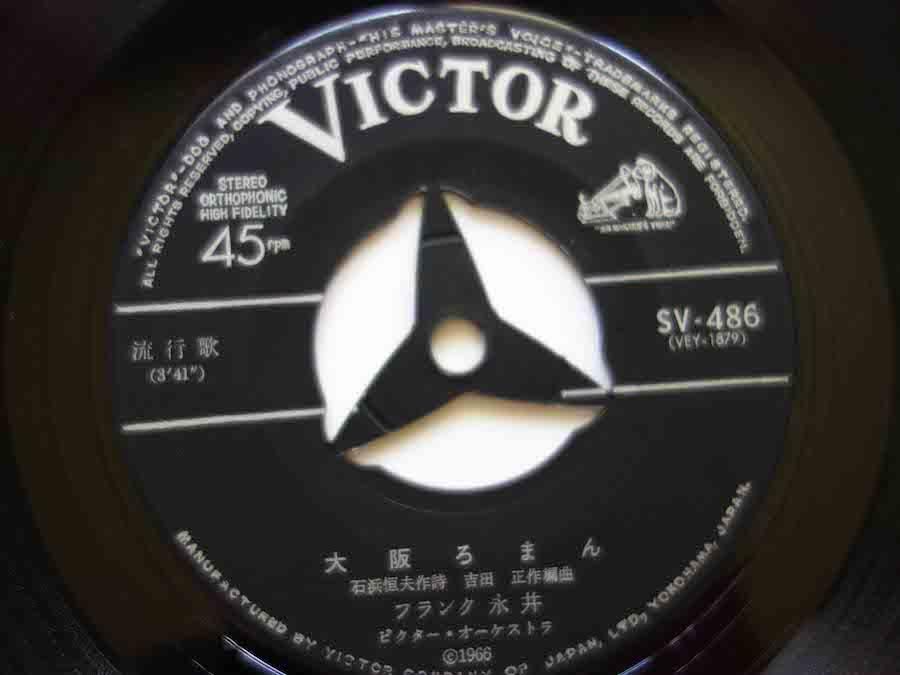 "VICTOR"-DOG AND PHONOGRAPH-"HIS MASTER'S VOICE"-TRADEMARKS REGISTERED.
ALL RIGHTS RESERVED, COPYING, PUBLIC PERFORMANCE, BROADCASTING OF THESE RECORDS ARE FORBIDDEN.
VICTOR
STEREO
ORTHOPHONIC
HIGH FIDELITY
45rpm
"HIS MASTER'S VOICE"
流行歌
(3'41")
SV-486
(VEY-1879)
大阪ろまん
石浜恒夫作詩 吉田 正作編曲
フランク永井
ビクター・オーケストラ
©1966
MANUFACTURED BY VICTOR COMPANY OF JAPAN, LTD, YOKOHAMA, JAPAN.